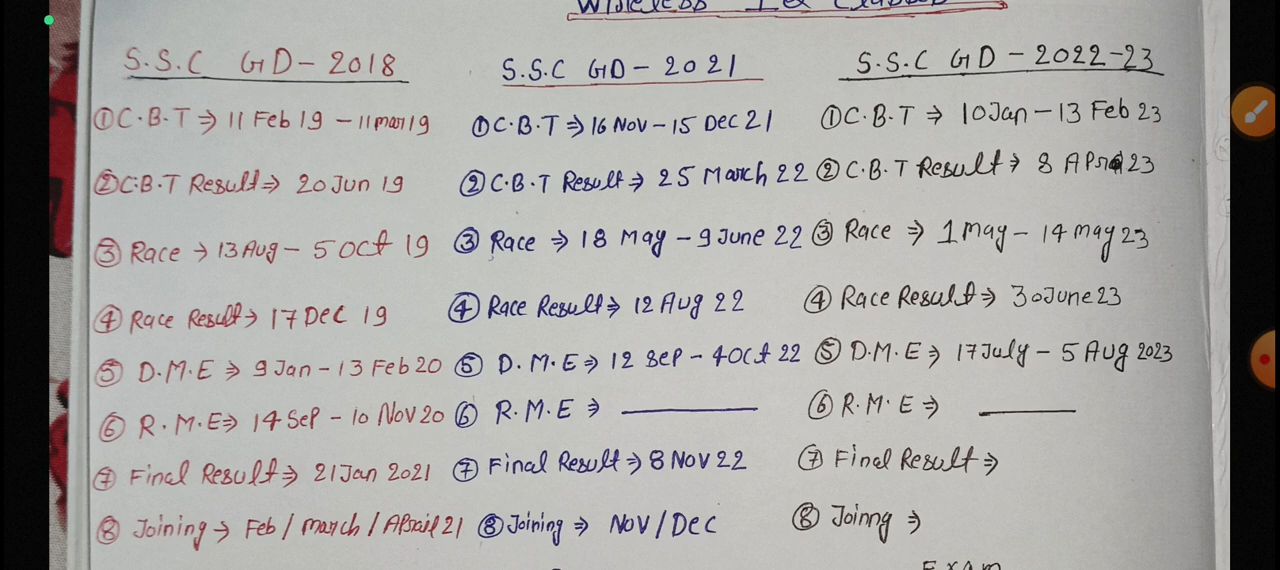 S.S.C GD - 2018
① C.B.T ⇒ 11 Feb 19 - 11 mar 19
② C.B.T Result ⇒ 20 Jun 19
③ Race → 13 Aug - 5 Oct 19
④ Race Result → 17 Dec 19
⑤ D.M.E ⇒ 9 Jan - 13 Feb 20
⑥ R.M.E ⇒ 14 Sep - 10 Nov 20
⑦ Final Result ⇒ 21 Jan 2021
⑧ Joining → Feb / march / Aprail 21
S.S.C GD - 2021
① C.B.T ⇒ 16 Nov - 15 Dec 21
② C.B.T Result ⇒ 25 March 22
③ Race ⇒ 18 May - 9 June 22
④ Race Result ⇒ 12 Aug 22
⑤ D.M.E ⇒ 12 Sep - 4 Oct 22
⑥ R.M.E ⇒ ______
⑦ Final Result ⇒ 8 Nov 22
⑧ Joining ⇒ Nov / Dec
S.S.C GD - 2022-23
① C.B.T ⇒ 10 Jan - 13 Feb 23
② C.B.T Result ⇒ 8 23
③ Race ⇒ 1 may - 14 may 23
④ Race Result ⇒ 30 June 23
⑤ D.M.E ⇒ 17 July - 5 Aug 2023
⑥ R.M.E ⇒ ______
⑦ Final Result ⇒
⑧ Joinng ⇒
Exam